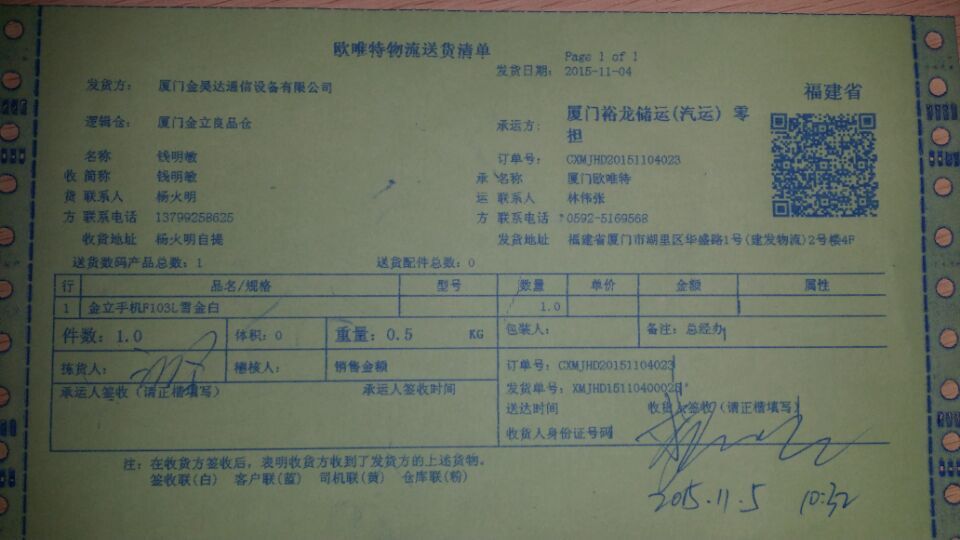 欧唯特物流送货清单
Page 1 of 1
发货日期: 2015-11-04
发货方: 厦门金昊达通信设备有限公司
福建省
逻辑仓: 厦门金立良品仓
承运方: 厦门裕龙储运(汽运) 零担
名称 钱明敏 订单号: CXMJHD20151104023
收 简称 钱明敏 承 名称 厦门欧唯特
货 联系人 杨火明 运 联系人 林伟张
方 联系电话 13799258625 方 联系电话 0592-5169568
收货地址 杨火明自提 发货地址 福建省厦门市湖里区华盛路1号(建发物流)2号楼4F
送货数码产品总数: 1 送货配件总数: 0
行 品名/规格 型号 数量 单价 金额 属性
1 金立手机F103L雪金白 1.0
件数: 1.0 体积: 0 重量: 0.5 KG 包装人: 备注: 总经办
拣货人: 稽核人: 销售金额 订单号: CXMJHD20151104023
承运人签收(请正楷填写) 承运人签收时间 发货单号: XMJHD15110400025
送达时间 收货人签收(请正楷填写)
收货人身份证号码
注: 在收货方签收后, 表明收货方收到了发货方的上述货物。
签收联(白) 客户联(蓝) 司机联(黄) 仓库联(粉)
2015.11.5 10:32